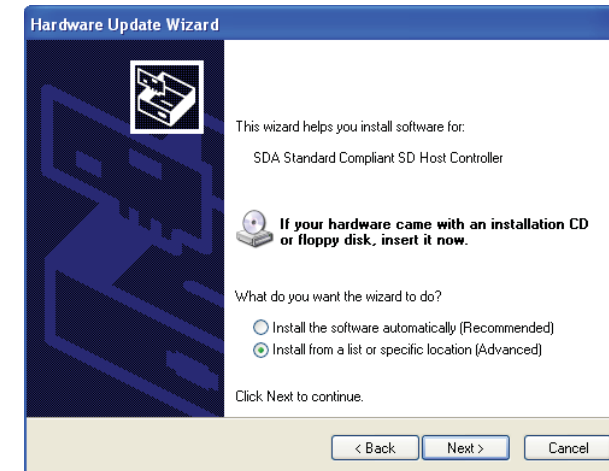 Hardware Update Wizard
This wizard helps you install software for:
SDA Standard Compliant SD Host Controller
If your hardware came with an installation CD
or floppy disk, insert it now.
What do you want the wizard to do?
Install the software automatically (Recommended)
Install from a list or specific location (Advanced)
Click Next to continue.
< Back Next > Cancel